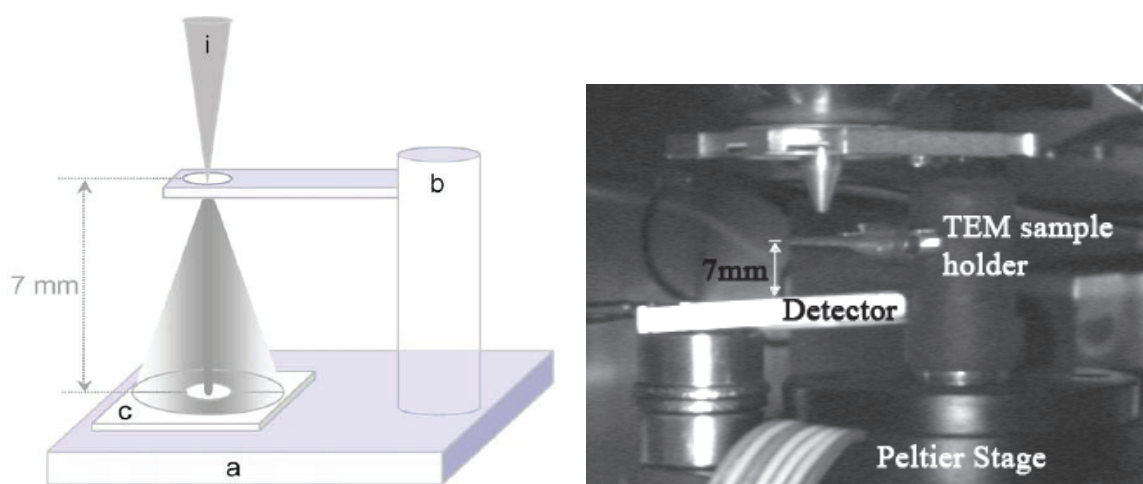 i
b
7 mm
c
a
TEM sample
holder
7mm
Detector
Peltier Stage